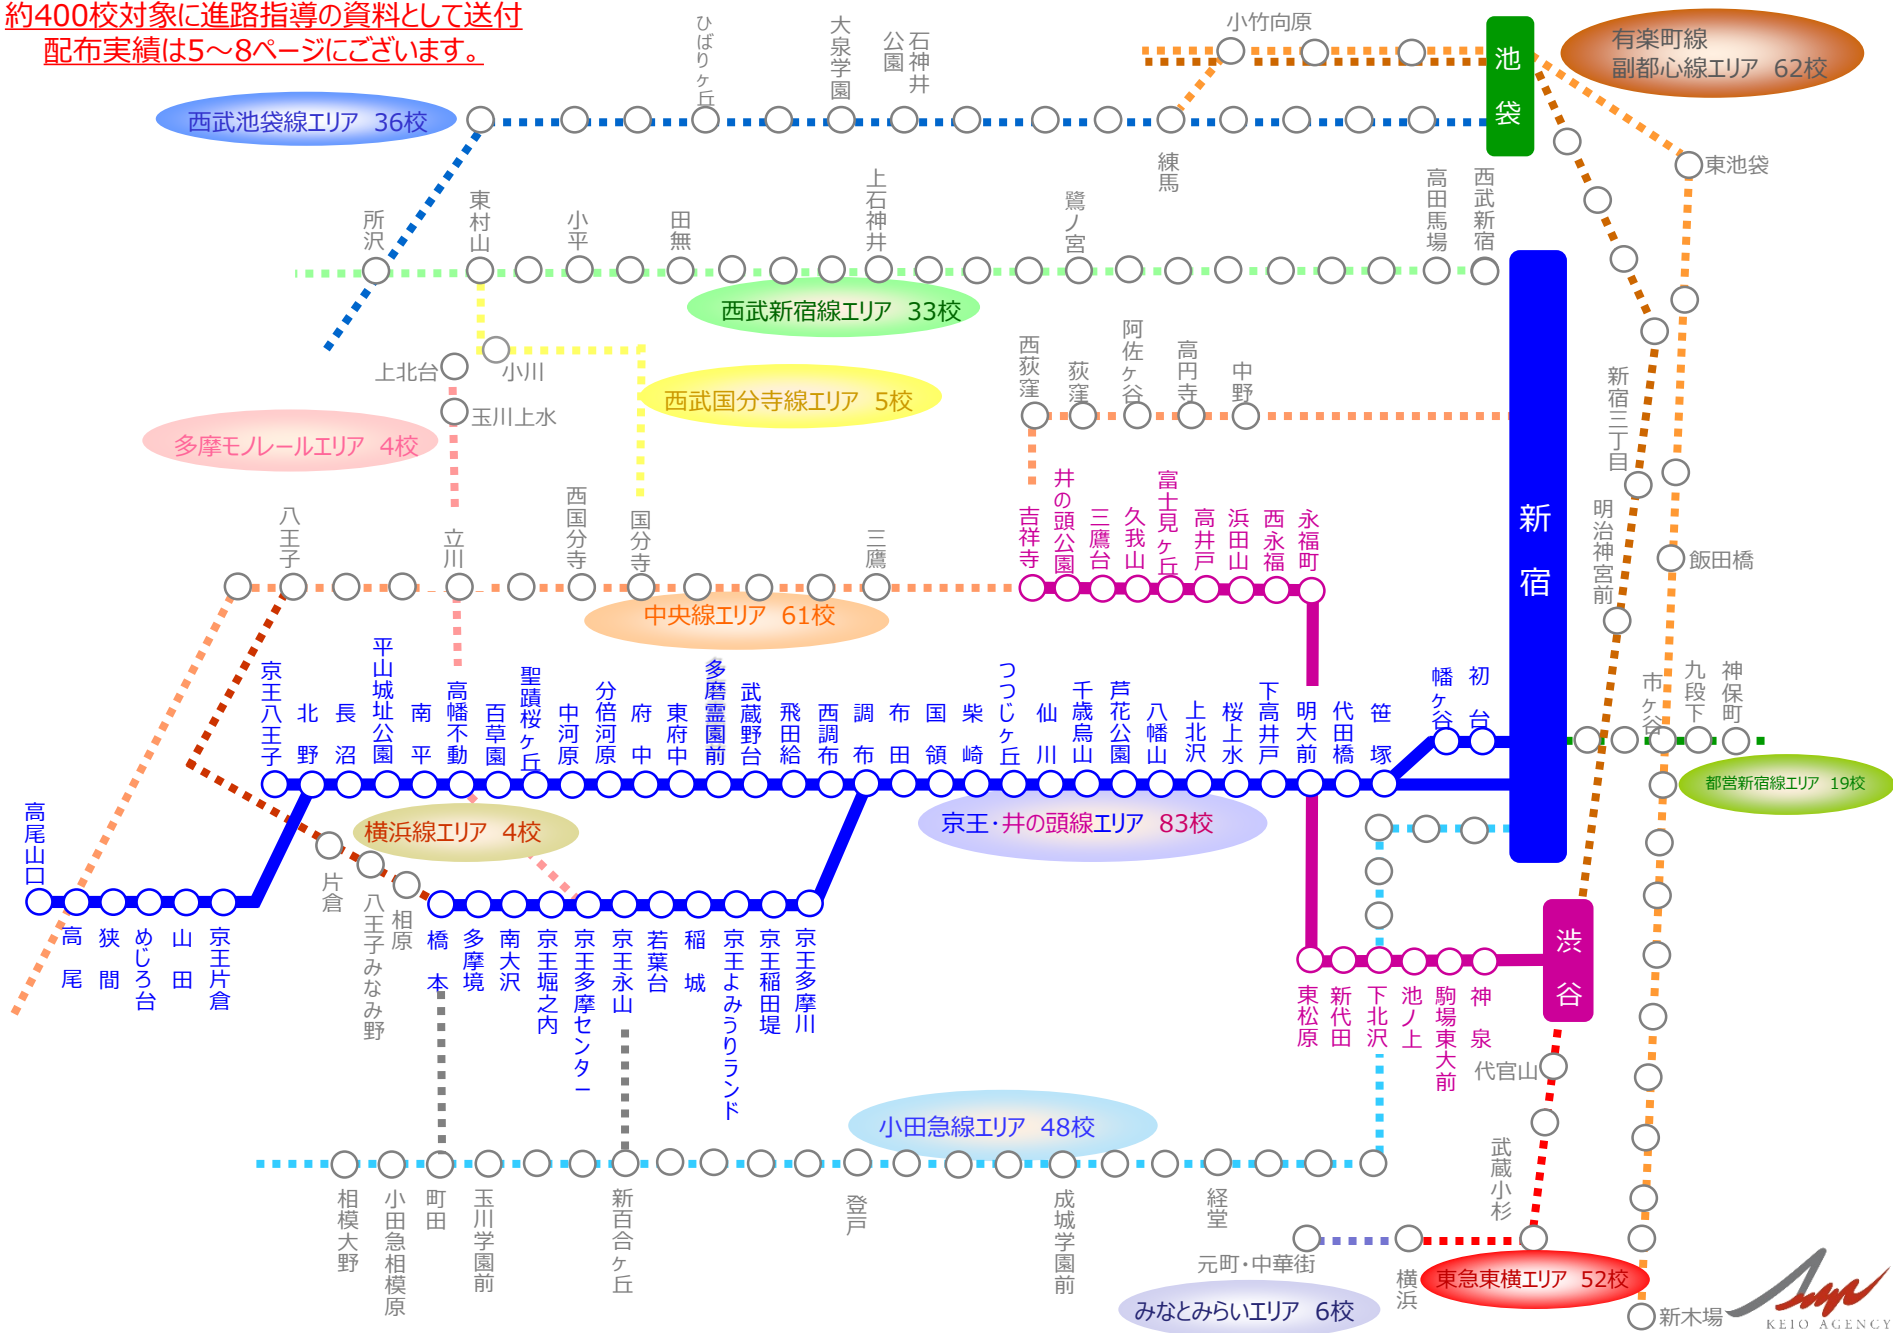 約400校対象に進路指導の資料として送付
配布実績は5～8ページにございます。
ひばりヶ丘
大泉学園
石神井
公園
小竹向原
池袋
有楽町線
副都心線エリア 62校
西武池袋線エリア 36校
練馬
東池袋
所沢
東村山
小平
田無
上石神井
鷺ノ宮
高田馬場
西武新宿
西武新宿線エリア 33校
上北台
小川
玉川上水
西武国分寺線エリア 5校
多摩モノレールエリア 4校
西荻窪
荻窪
阿佐ヶ谷
高円寺
中野
新宿三丁目
明治神宮前
飯田橋
新宿
八王子
立川
西国分寺
国分寺
三鷹
吉祥寺
井の頭公園
三鷹台
久我山
富士見ヶ丘
高井戸
浜田山
西永福
永福町
中央線エリア 61校
京王八王子
北野
長沼
平山城址公園
南平
高幡不動
百草園
聖蹟桜ヶ丘
中河原
分倍河原
府中
東府中
多磨霊園前
武蔵野台
飛田給
西調布
調布
布田
国領
柴崎
つつじヶ丘
仙川
千歳烏山
芦花公園
八幡山
上北沢
桜上水
下高井戸
明大前
代田橋
笹塚
幡ヶ谷
初台
市ヶ谷
九段下
神保町
都営新宿線エリア 19校
横浜線エリア 4校
京王・井の頭線エリア 83校
高尾山口
高尾
狭間
めじろ台
山田
京王片倉
片倉
八王子みなみ野
相原
橋本
多摩境
南大沢
京王堀之内
京王多摩センター
京王永山
若葉台
稲城
京王よみうりランド
京王稲田堤
京王多摩川
東松原
新代田
下北沢
池ノ上
駒場東大前
神泉
渋谷
代官山
武蔵小杉
小田急線エリア 48校
相模大野
小田急相模原
町田
玉川学園前
新百合ヶ丘
登戸
成城学園前
経堂
元町・中華街
横浜
東急東横エリア 52校
みなとみらいエリア 6校
新木場
KEIO AGENCY